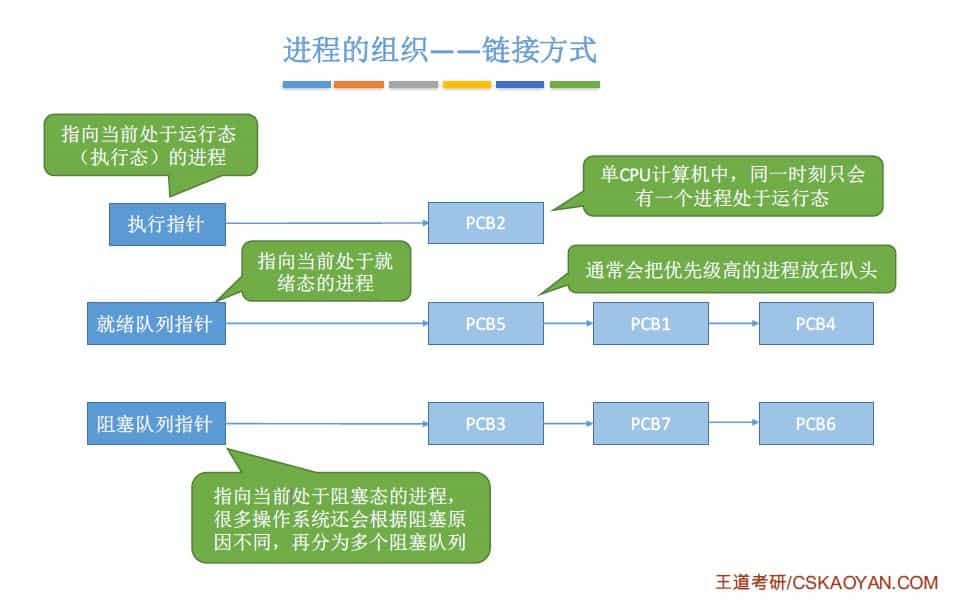 进程的组织——链接方式
指向当前处于运行态
（执行态）的进程
单CPU计算机中，同一时刻只会
有一个进程处于运行态
执行指针
PCB2
指向当前处于就
绪态的进程
通常会把优先级高的进程放在队头
就绪队列指针
PCB5
PCB1
PCB4
阻塞队列指针
PCB3
PCB7
PCB6
指向当前处于阻塞态的进程，
很多操作系统还会根据阻塞原
因不同，再分为多个阻塞队列
王道考研/CSKAOYAN.COM